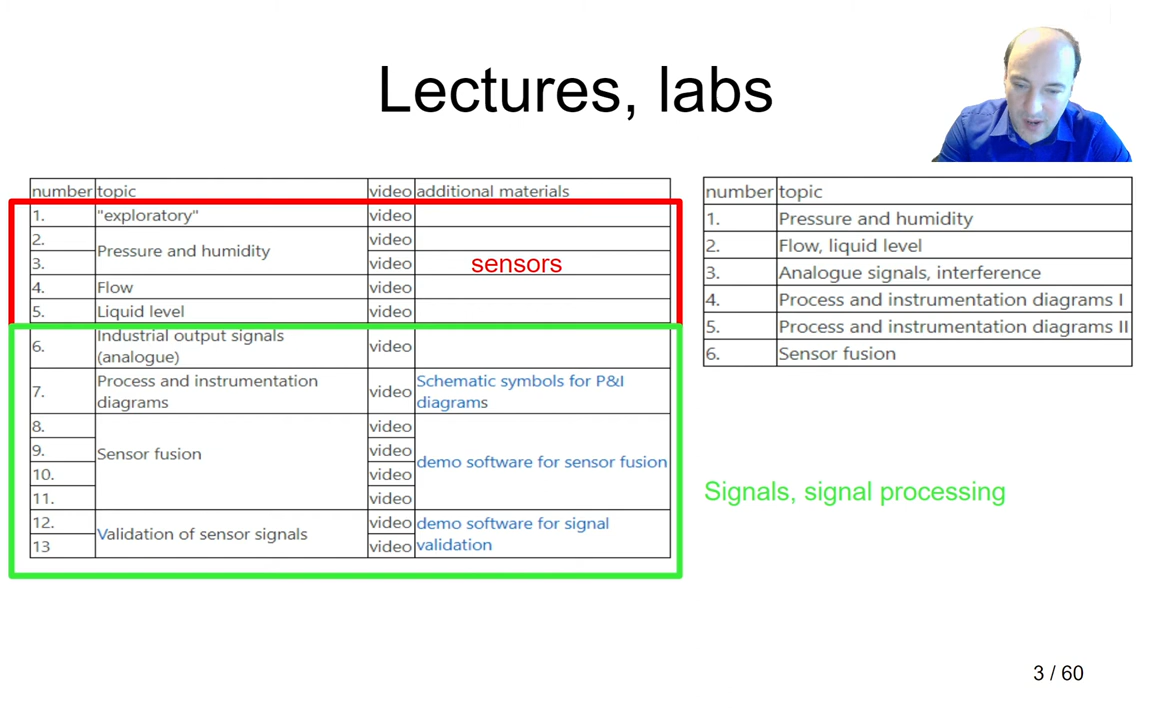 Lectures, labs
number topic video additional materials
1. "exploratory" video
2. video
Pressure and humidity
3. video
sensors
4. Flow video
5. Liquid level video
6. Industrial output signals
(analogue) video
7. Process and instrumentation
diagrams video Schematic symbols for P&I
diagrams
8. video
9. video
Sensor fusion demo software for sensor fusion
10. video
11. video
12. video demo software for signal
Validation of sensor signals
13 video validation
number topic
1. Pressure and humidity
2. Flow, liquid level
3. Analogue signals, interference
4. Process and instrumentation diagrams I
5. Process and instrumentation diagrams II
6. Sensor fusion
Signals, signal processing
3 / 60